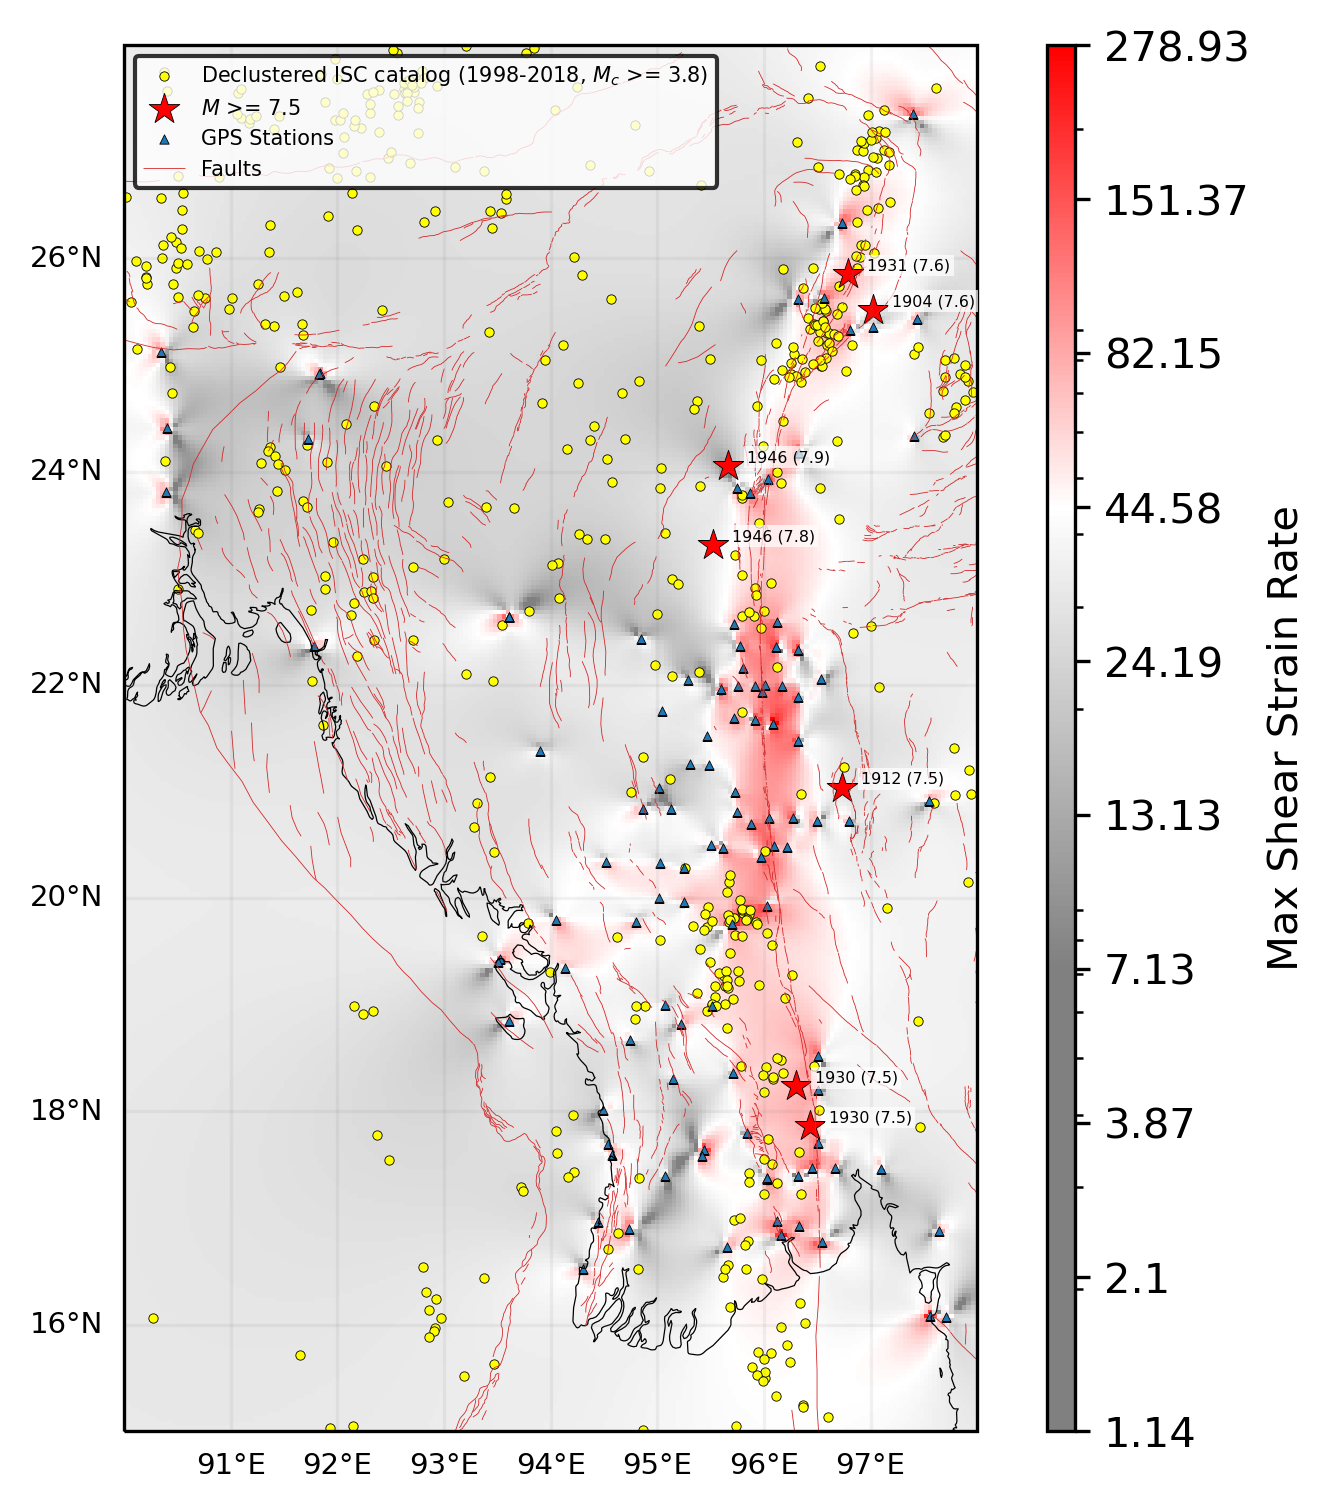 Declustered ISC catalog (1998-2018, Mc >= 3.8)
M >= 7.5
GPS Stations
Faults
1931 (7.6)
1904 (7.6)
1946 (7.9)
1946 (7.8)
1912 (7.5)
1930 (7.5)
1930 (7.5)
26°N
24°N
22°N
20°N
18°N
16°N
91°E 92°E 93°E 94°E 95°E 96°E 97°E
278.93
151.37
82.15
44.58
24.19
13.13
7.13
3.87
2.1
1.14
Max Shear Strain Rate